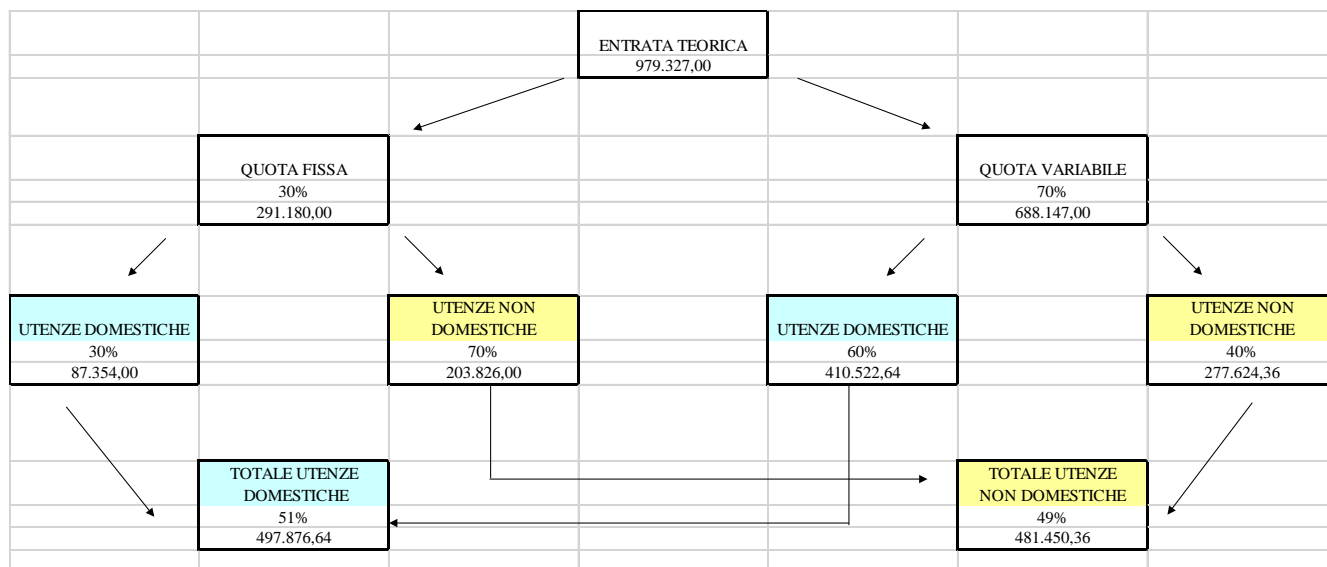 ENTRATA TEORICA
979.327,00
QUOTA FISSA
30%
291.180,00
QUOTA VARIABILE
70%
688.147,00
UTENZE DOMESTICHE
30%
87.354,00
UTENZE NON
DOMESTICHE
70%
203.826,00
UTENZE DOMESTICHE
60%
410.522,64
UTENZE NON
DOMESTICHE
40%
277.624,36
TOTALE UTENZE
DOMESTICHE
51%
497.876,64
TOTALE UTENZE
NON DOMESTICHE
49%
481.450,36